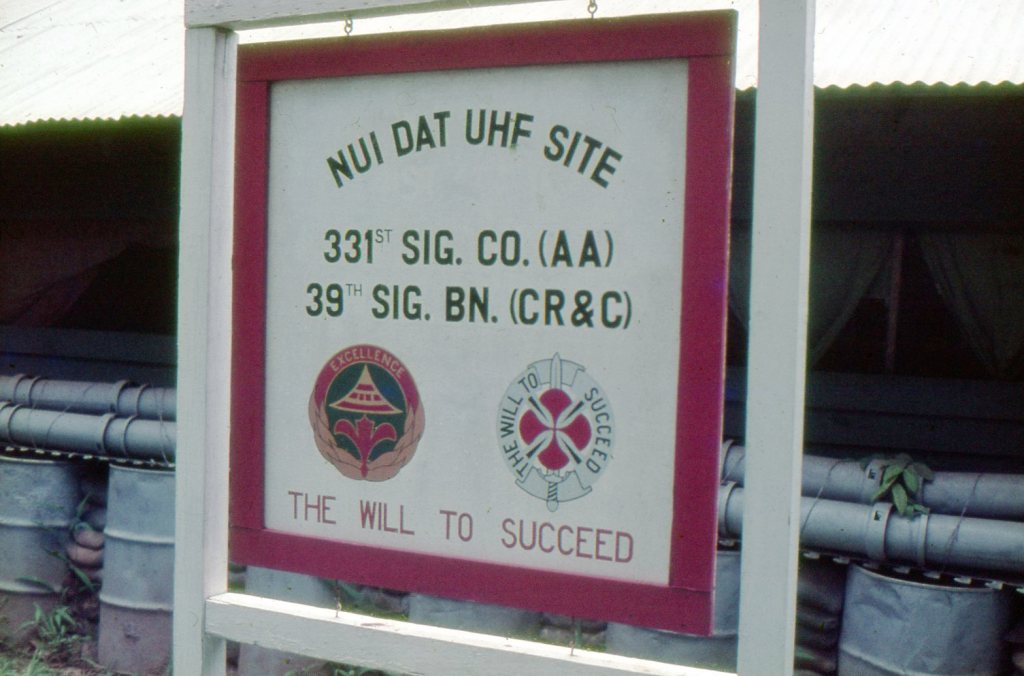 NUI DAT UHF SITE
331ST SIG. CO. (AA)
39TH SIG. BN. (CR&C)
EXCELLENCE
THE WILL TO SUCCEED
THE WILL TO SUCCEED